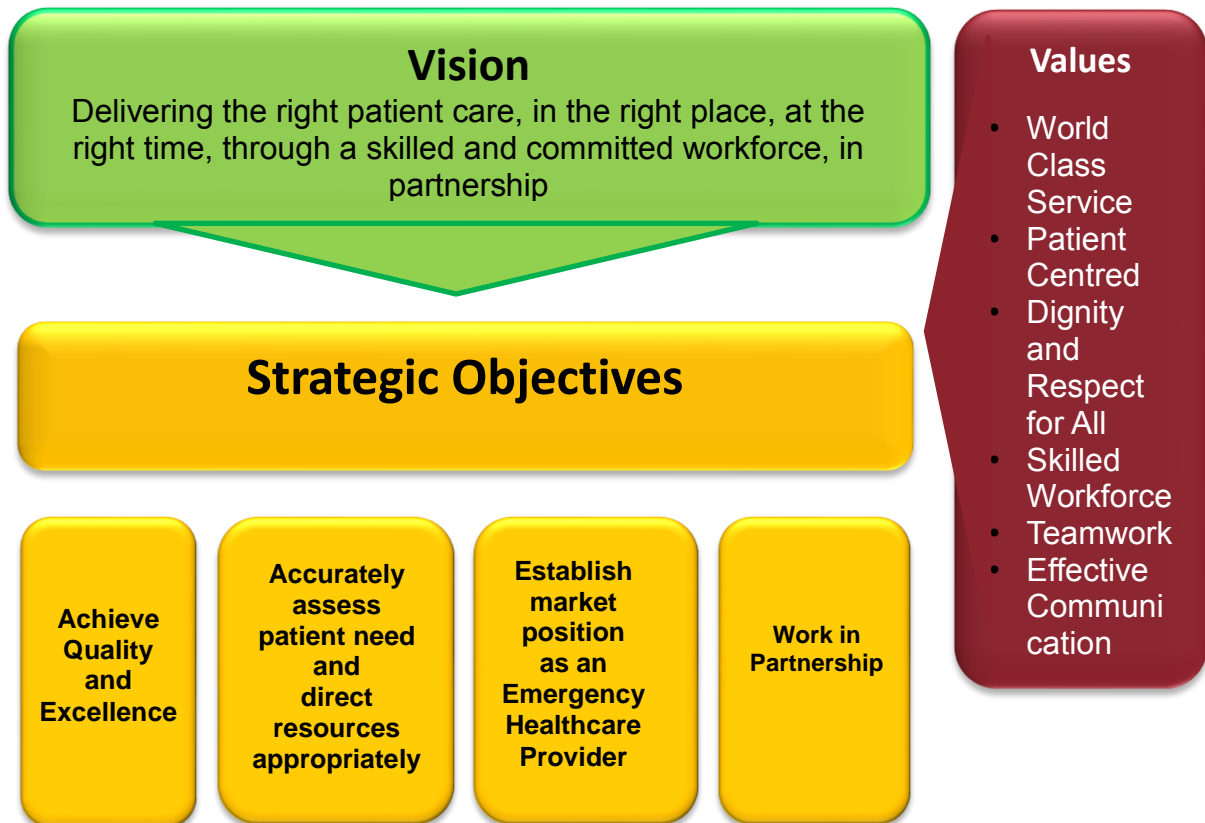 Vision
Delivering the right patient care, in the right place, at the
right time, through a skilled and committed workforce, in
partnership
Strategic Objectives
Achieve
Quality
and
Excellence
Accurately
assess
patient need
and
direct
resources
appropriately
Establish
market
position
as an
Emergency
Healthcare
Provider
Work in
Partnership
Values
• World
Class
Service
• Patient
Centred
• Dignity
and
Respect
for All
• Skilled
Workforce
• Teamwork
• Effective
Communi
cation